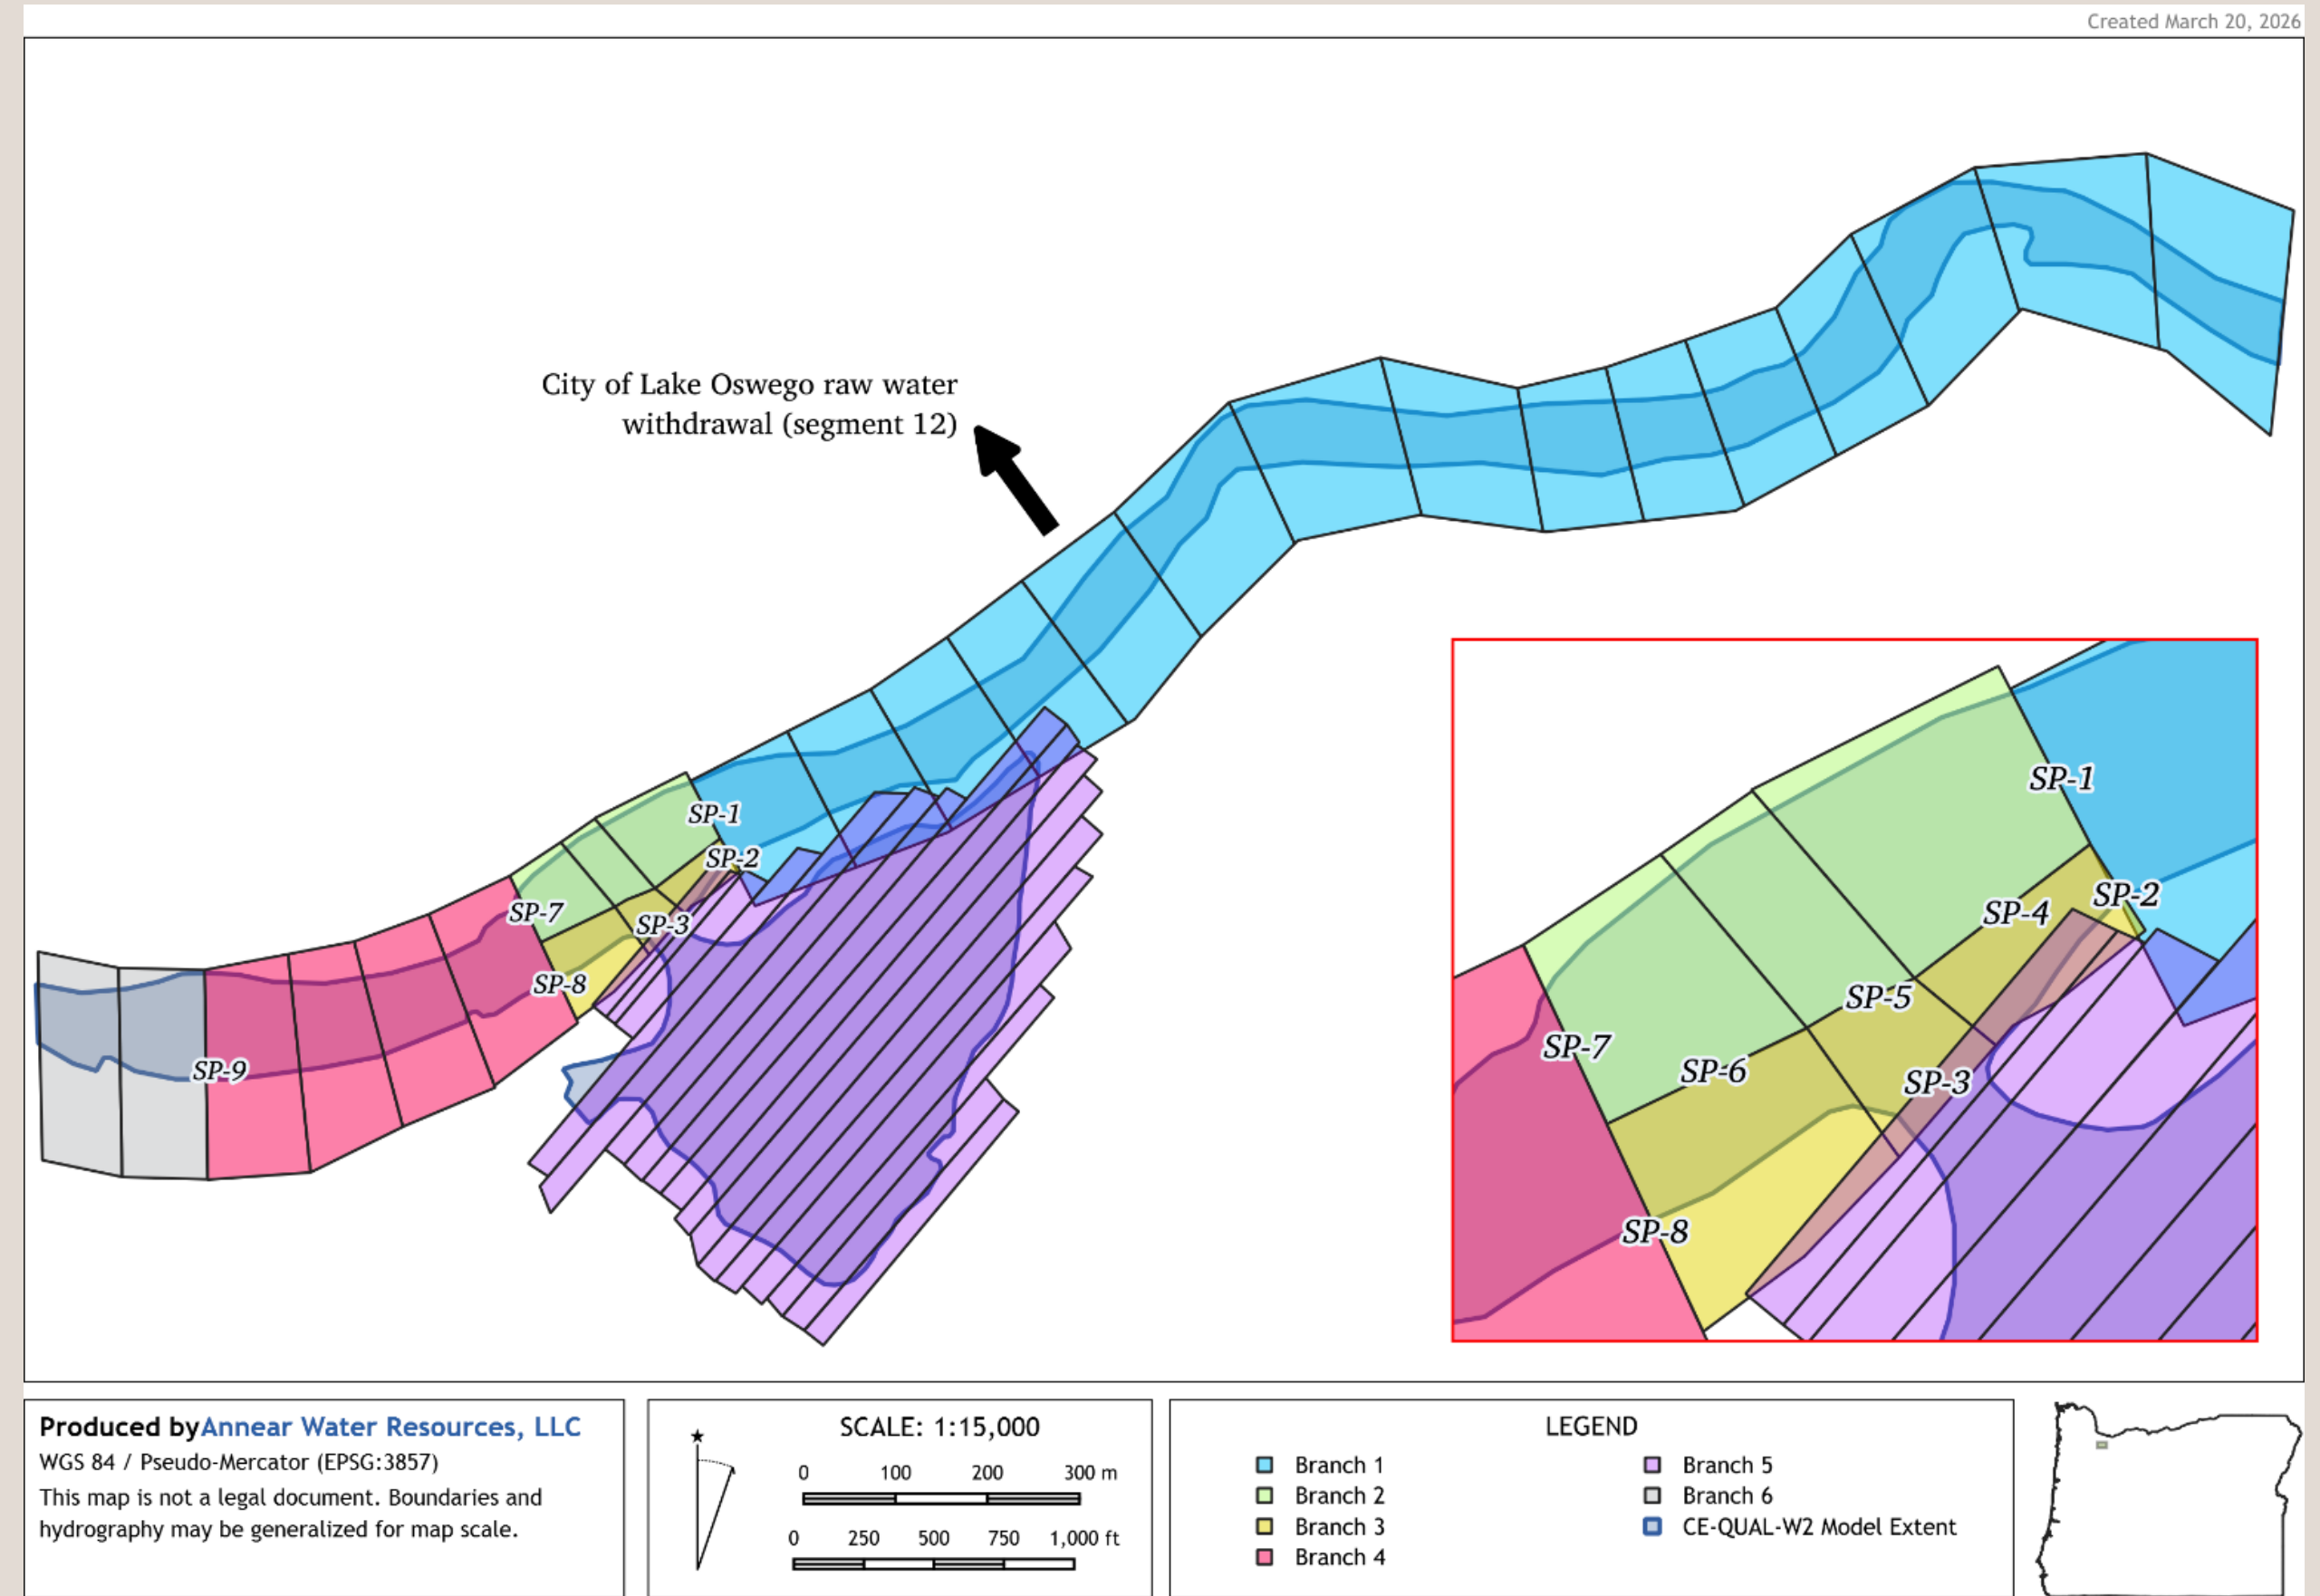 Created March 20, 2026
City of Lake Oswego raw water
withdrawal (segment 12)
SP-1
SP-2
SP-7
SP-3
SP-8
SP-9
SP-1
SP-2
SP-4
SP-5
SP-7
SP-6
SP-3
SP-8
Produced by Annear Water Resources, LLC
WGS 84 / Pseudo-Mercator (EPSG:3857)
This map is not a legal document. Boundaries and
hydrography may be generalized for map scale.
SCALE: 1:15,000
0 100 200 300 m
0 250 500 750 1,000 ft
LEGEND
Branch 1
Branch 2
Branch 3
Branch 4
Branch 5
Branch 6
CE-QUAL-W2 Model Extent